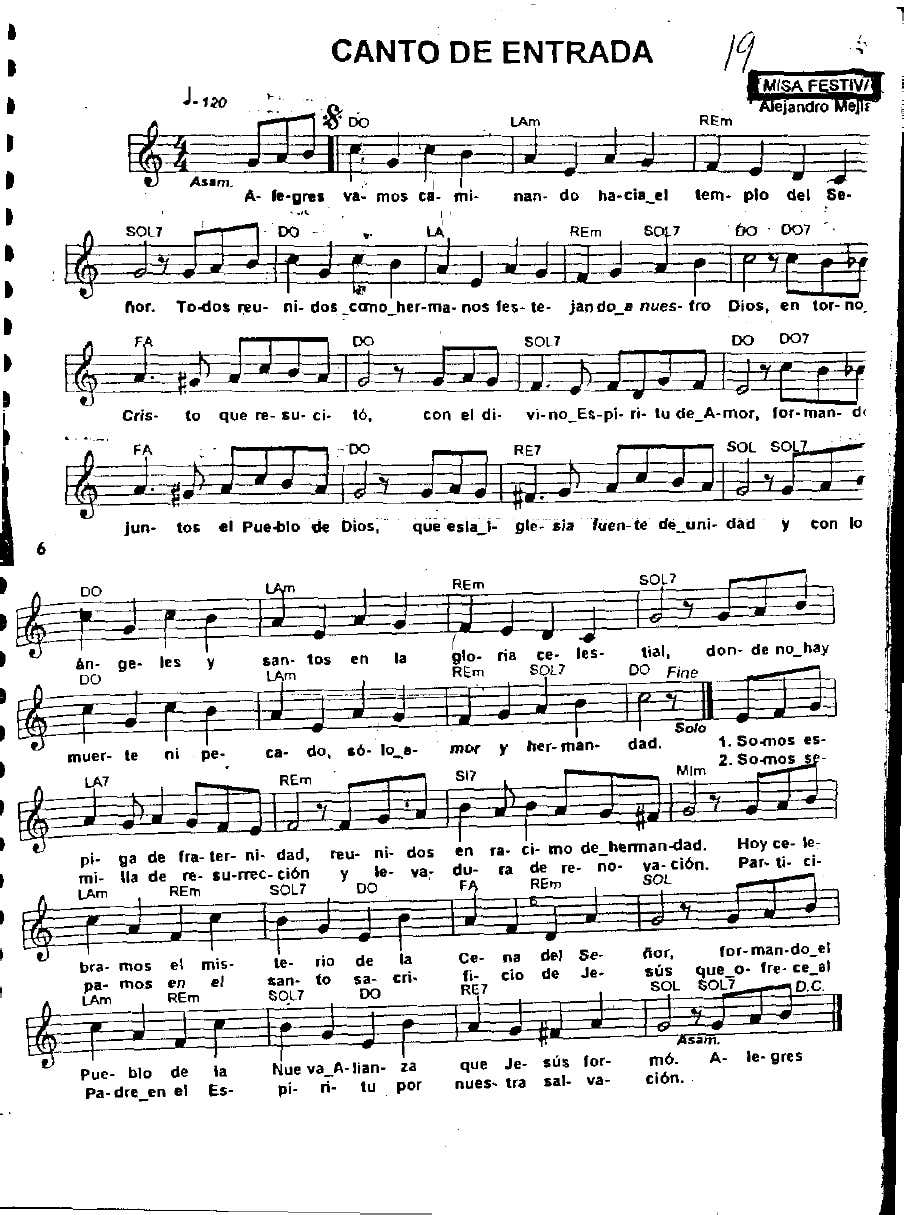 CANTO DE ENTRADA
19
MISA FESTIVA
Alejandro Mejía
♩- 120
DO LAm REm
Asam.
A- le-gres va- mos ca- mi- nan- do ha-cia_el tem- plo del Se-
SOL7 DO LA REm SOL7 DO DO7
ñor. To-dos reu- ni- dos_como_her-ma- nos fes- te- jando_a nues- tro Dios, en tor-no_
FA DO SOL7 DO DO7
Cris- to que re- su- ci- tó, con el di- vi-no_Es-pi- ri- tu de_A-mor, for-man- do
FA DO RE7 SOL SOL7
jun- tos el Pue-blo de Dios, que es la_i- gle- sia fuen-te de_uni- dad y con lo
6
DO LAm REm SOL7
án- ge- les y san- tos en la glo- ria ce- les- tial, don- de no_hay
DO LAm REm SOL7 DO Fine
Solo
muer- te ni pe- ca- do, só- lo_a- mor y her-man- dad. 1. So-mos es-
2. So-mos se-
LA7 REm SI7 MIm
pi- ga de fra-ter- ni- dad, reu- ni- dos en ra- ci- mo de_herman-dad. Hoy ce- le-
mi- lla de re- su-rrec-ción y le- va- du- ra de re- no- va-ción. Par- ti- ci-
LAm REm SOL7 DO FA REm SOL
6
bra- mos el mis- te- rio de la Ce- na del Se- ñor, for-man-do_el
pa- mos en el san- to sa- cri- fi- cio de Je- sús que_o- fre- ce_al
LAm REm SOL7 DO RE7 SOL SOL7 D.C.
Asam.
Pue- blo de la Nue va_A-lian- za que Je- sús for- mó. A- le- gres
Pa-dre_en el Es- pi- ri- tu por nues- tra sal- va- ción.